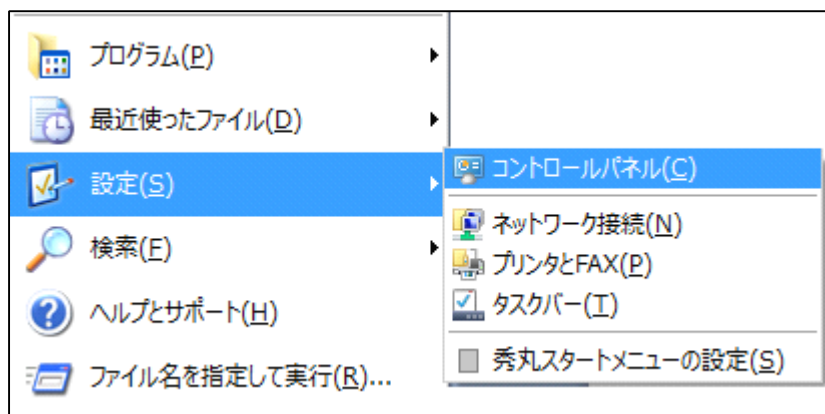 プログラム(P)
最近使ったファイル(D)
設定(S)
コントロールパネル(C)
ネットワーク接続(N)
プリンタとFAX(P)
タスクバー(T)
秀丸スタートメニューの設定(S)
検索(F)
ヘルプとサポート(H)
ファイル名を指定して実行(R)...